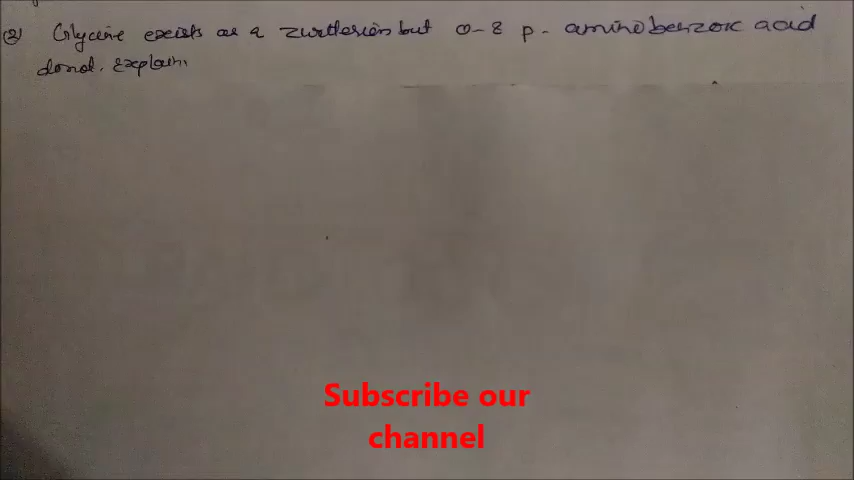 (2) Glycine exists as a zwitterion but o- & p- aminobenzoic acid
donot. Explain
Subscribe our
channel